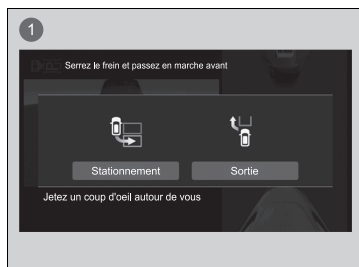 1
Serrez le frein et passez en marche avant
Stationnement
Sortie
Jetez un coup d'oeil autour de vous